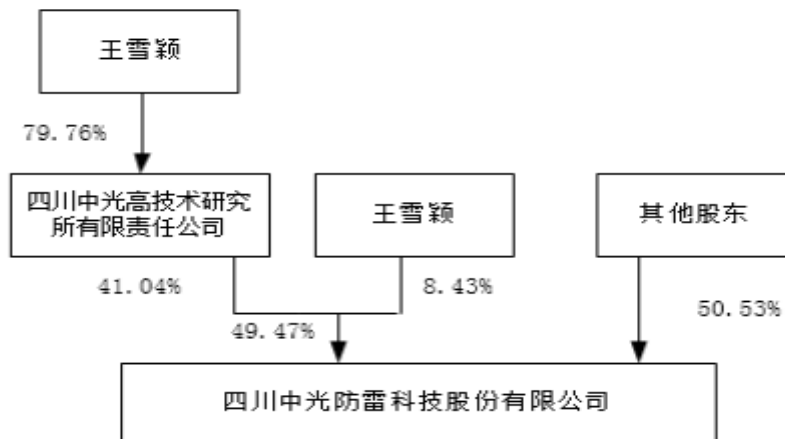 王雪颖
79.76%
四川中光高技术研究
所有限责任公司
王雪颖
其他股东
41.04%
8.43%
50.53%
49.47%
四川中光防雷科技股份有限公司